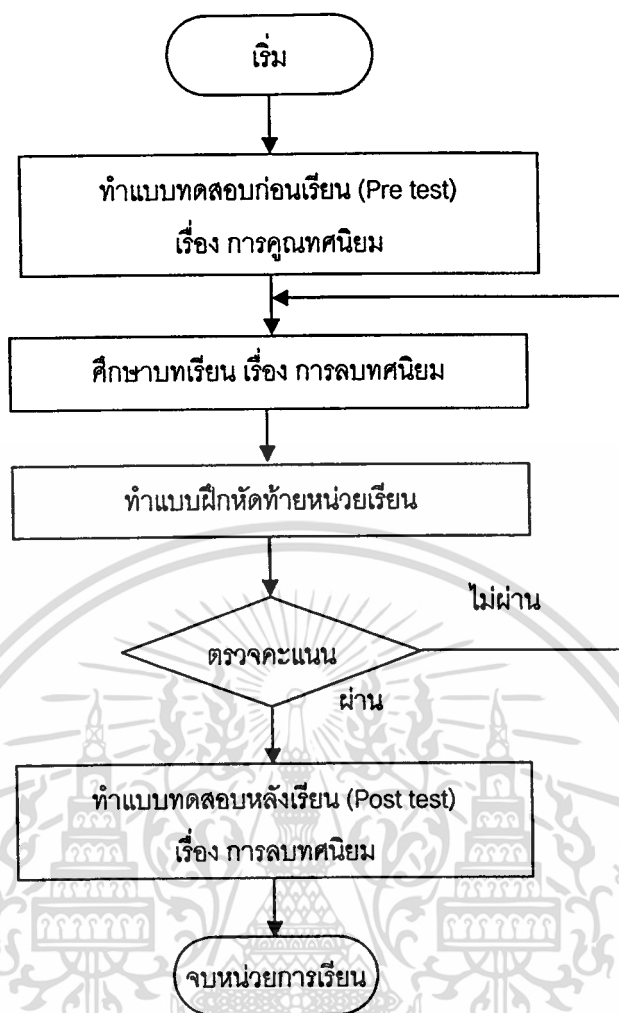 เริ่ม
ทำแบบทดสอบก่อนเรียน (Pre test)
เรื่อง การคูณทศนิยม
ศึกษาบทเรียน เรื่อง การลบทศนิยม
ทำแบบฝึกหัดท้ายหน่วยเรียน
ไม่ผ่าน
ตรวจคะแนน
ผ่าน
ทำแบบทดสอบหลังเรียน (Post test)
เรื่อง การลบทศนิยม
จบหน่วยการเรียน